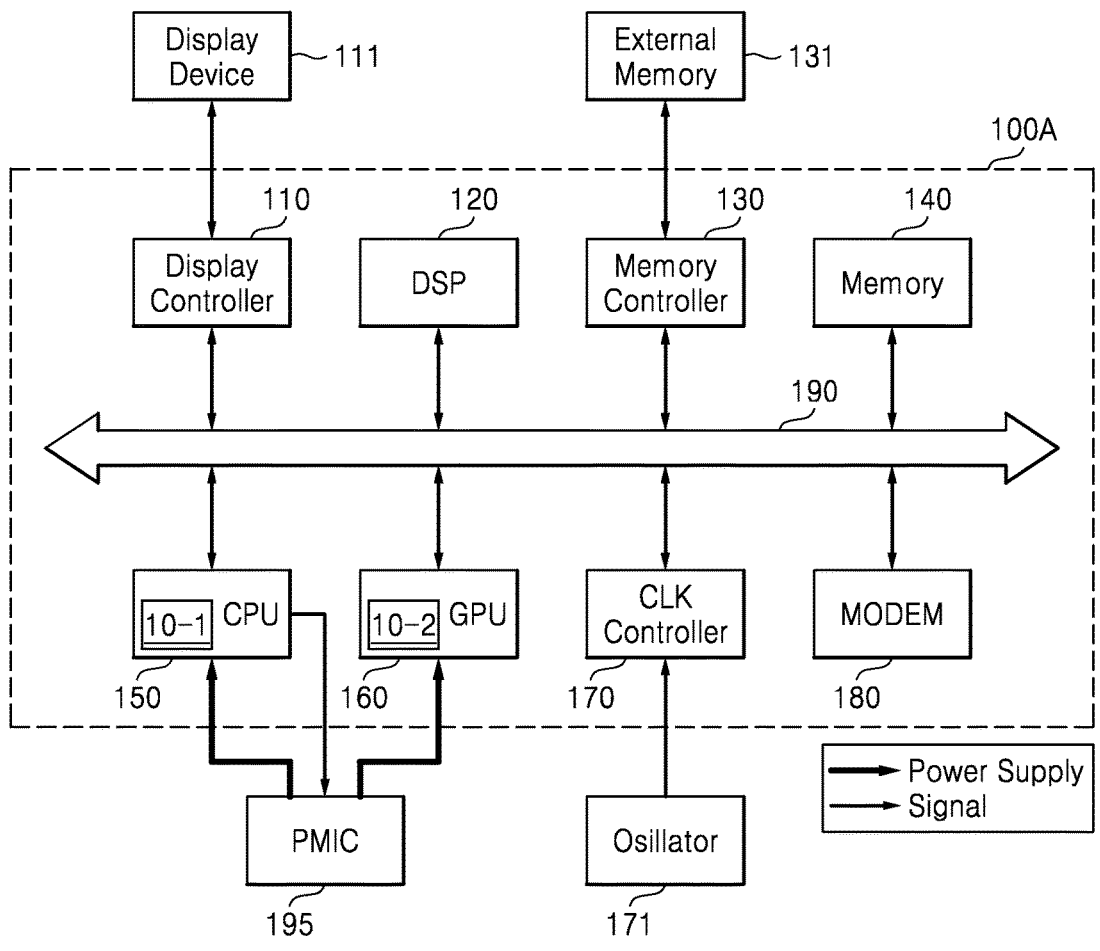 Display
Device
111
External
Memory
131
100A
110
120
130
140
Display
Controller
DSP
Memory
Controller
Memory
190
10-1 CPU
10-2 GPU
CLK
Controller
MODEM
150
160
170
180
Power Supply
Signal
PMIC
Osillator
195
171